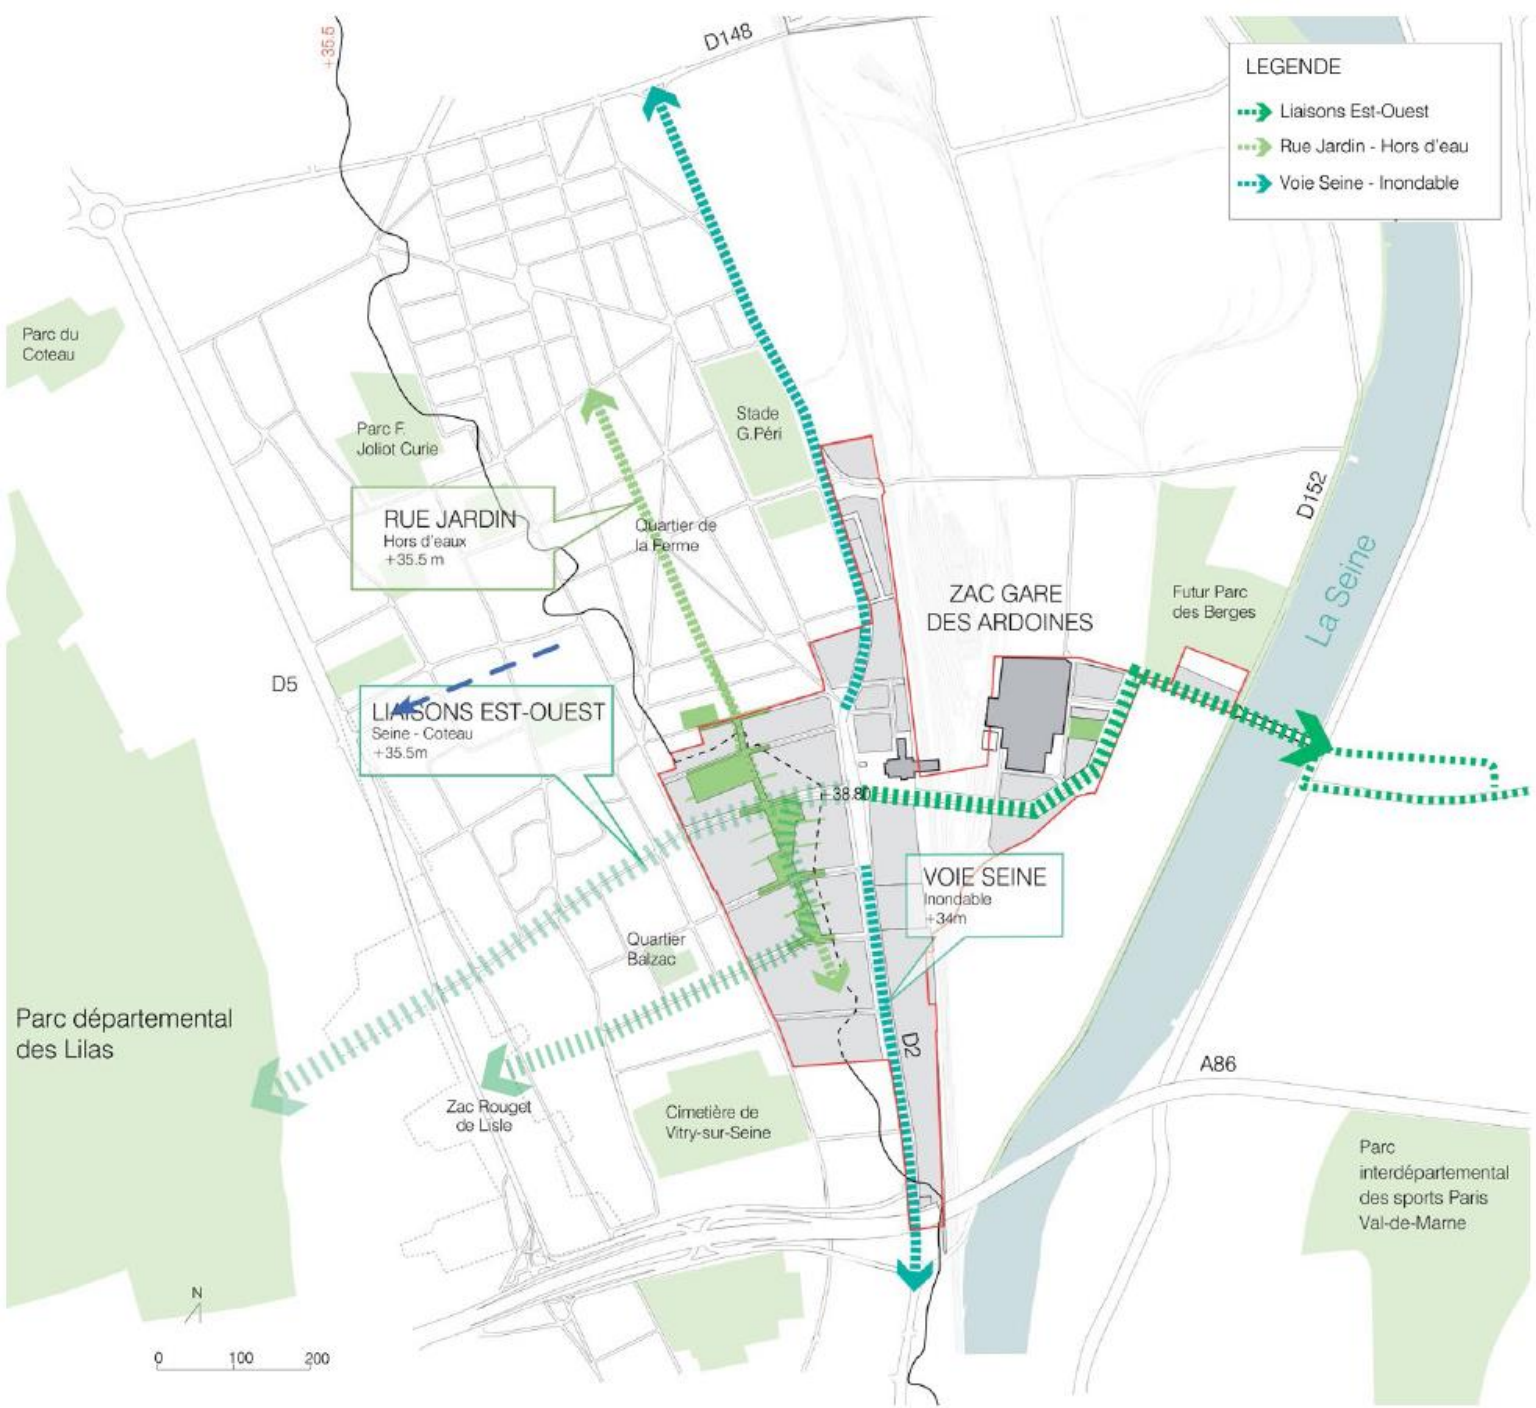 +35.5
D148
LEGENDE
Liaisons Est-Ouest
Rue Jardin - Hors d'eau
Voie Seine - Inondable
Parc du
Coteau
Parc F.
Joliot Curie
Stade
G.Péri
D152
RUE JARDIN
Hors d'eaux
+35.5 m
Quartier de
la Ferme
La Seine
ZAC GARE
DES ARDOINES
Futur Parc
des Berges
D5
LIAISONS EST-OUEST
Seine - Coteau
+35.5m
+38.80
VOIE SEINE
Inondable
+34m
Quartier
Balzac
Parc départemental
des Lilas
D2
A86
Zac Rouget
de Lisle
Cimetière de
Vitry-sur-Seine
Parc
interdépartemental
des sports Paris
Val-de-Marne
N
0 100 200